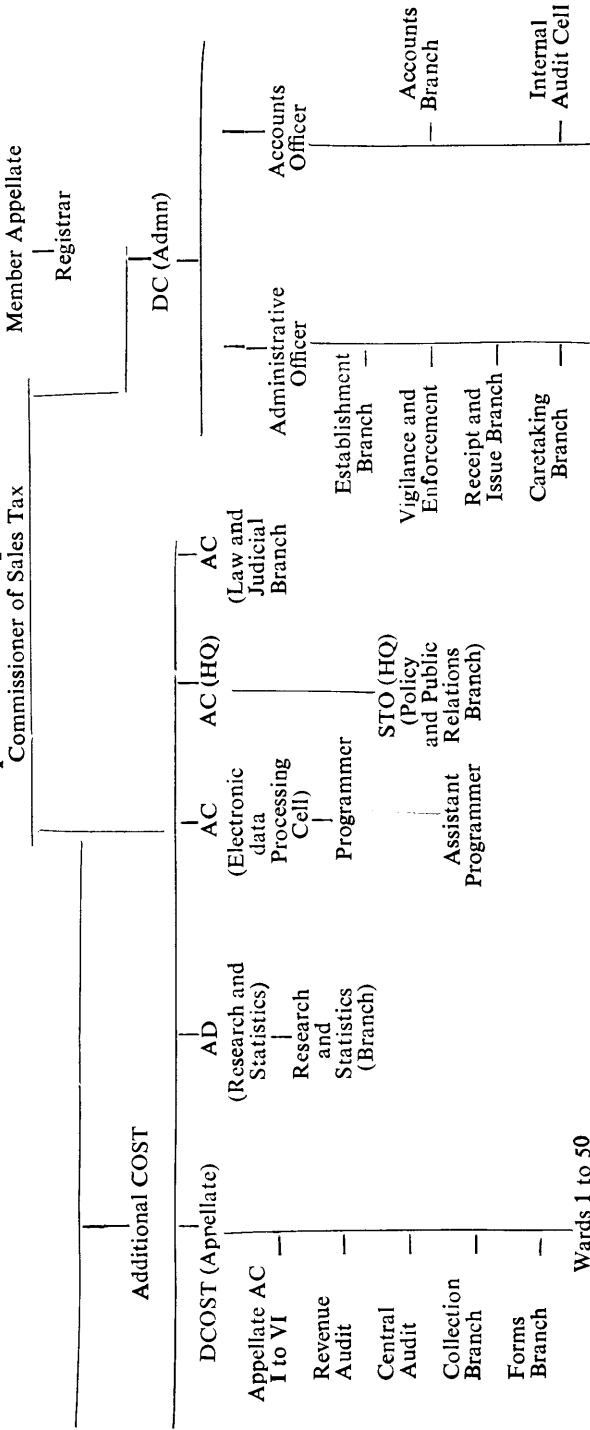 Commissioner of Sales Tax
Member Appellate
Registrar
Additional COST
DC (Admn)
DCOST (Appellate)
Appellate AC
I to VI
Revenue
Audit
Central
Audit
Collection
Branch
Forms
Branch
Wards 1 to 50
AD
(Research and
Statistics)
Research
and
Statistics
(Branch)
AC
(Electronic
data
Processing
Cell)
Programmer
Assistant
Programmer
AC (HQ)
STO (HQ)
(Policy
and Public
Relations
Branch)
AC
(Law and
Judicial
Branch
Administrative
Officer
Establishment
Branch
Vigilance and
Enforcement
Receipt and
Issue Branch
Caretaking
Branch
Accounts
Officer
Accounts
Branch
Internal
Audit Cell